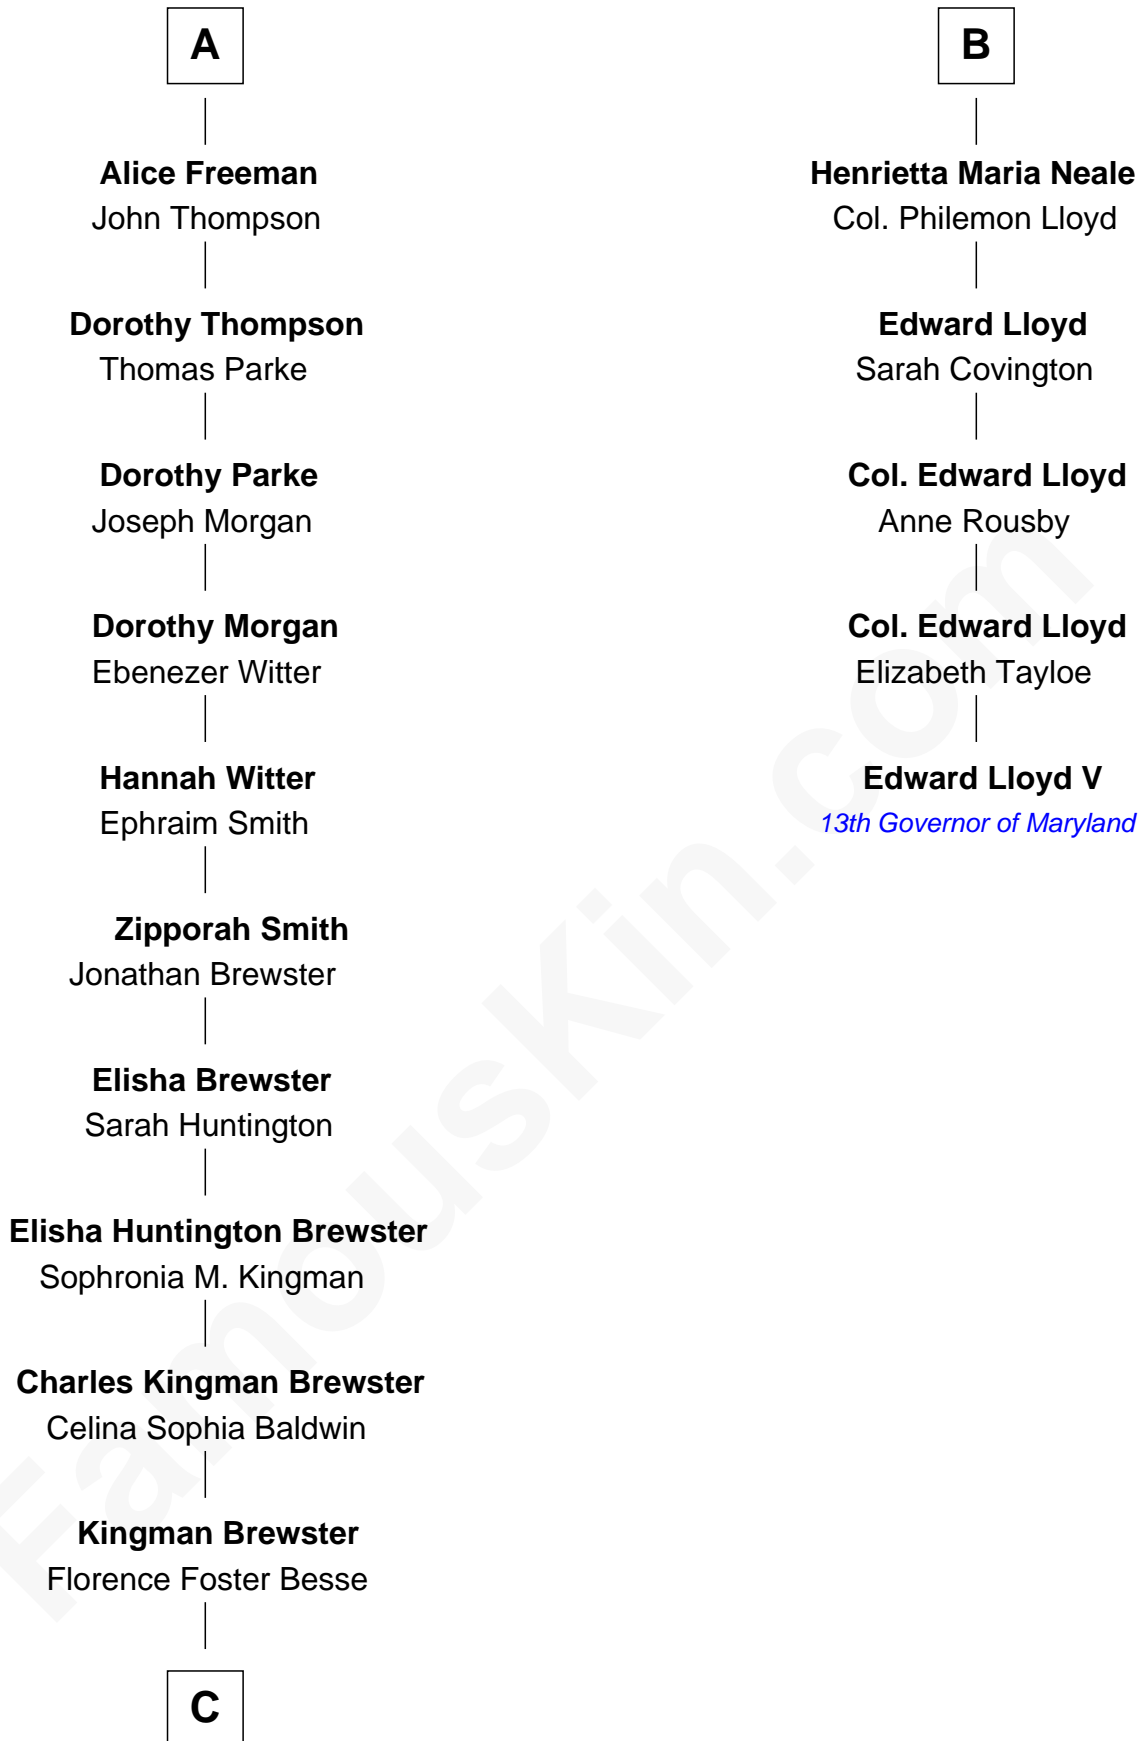 A
Alice Freeman
John Thompson
Dorothy Thompson
Thomas Parke
Dorothy Parke
Joseph Morgan
Dorothy Morgan
Ebenezer Witter
Hannah Witter
Ephraim Smith
Zipporah Smith
Jonathan Brewster
Elisha Brewster
Sarah Huntington
Elisha Huntington Brewster
Sophronia M. Kingman
Charles Kingman Brewster
Celina Sophia Baldwin
Kingman Brewster
Florence Foster Besse
C
B
Henrietta Maria Neale
Col. Philemon Lloyd
Edward Lloyd
Sarah Covington
Col. Edward Lloyd
Anne Rousby
Col. Edward Lloyd
Elizabeth Tayloe
Edward Lloyd V
13th Governor of Maryland
FamousKin.com